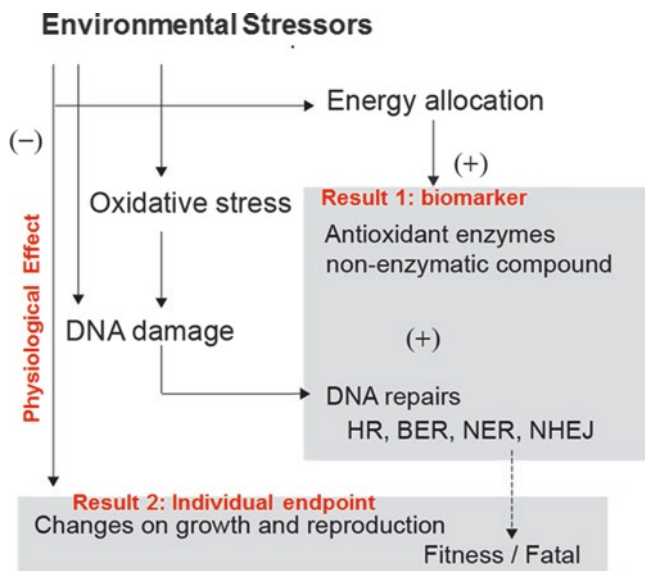 Environmental Stressors
Energy allocation
(−)
(+)
Physiological Effect
Result 1: biomarker
Oxidative stress
Antioxidant enzymes
non-enzymatic compound
DNA damage
(+)
DNA repairs
HR, BER, NER, NHEJ
Result 2: Individual endpoint
Changes on growth and reproduction
Fitness / Fatal